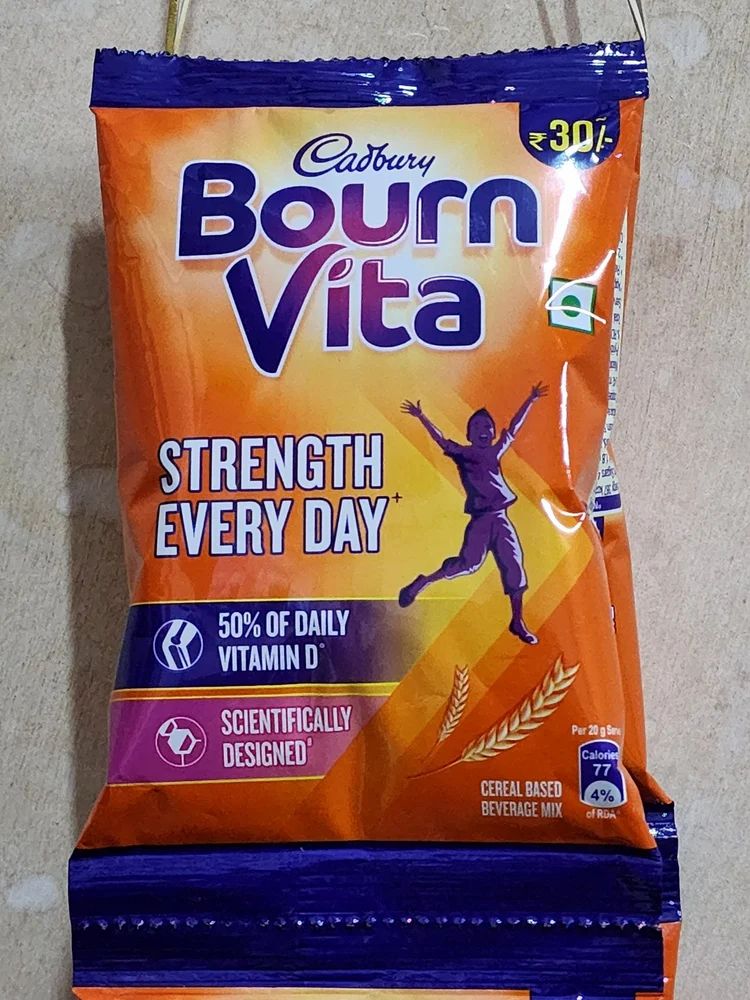 ₹30/-
Cadbury
Bourn
Vita
STRENGTH
EVERY DAY+
50% OF DAILY
VITAMIN D°
SCIENTIFICALLY
DESIGNED#
Per 20 g
Calories
77
4%
of RDA*
CEREAL BASED
BEVERAGE MIX